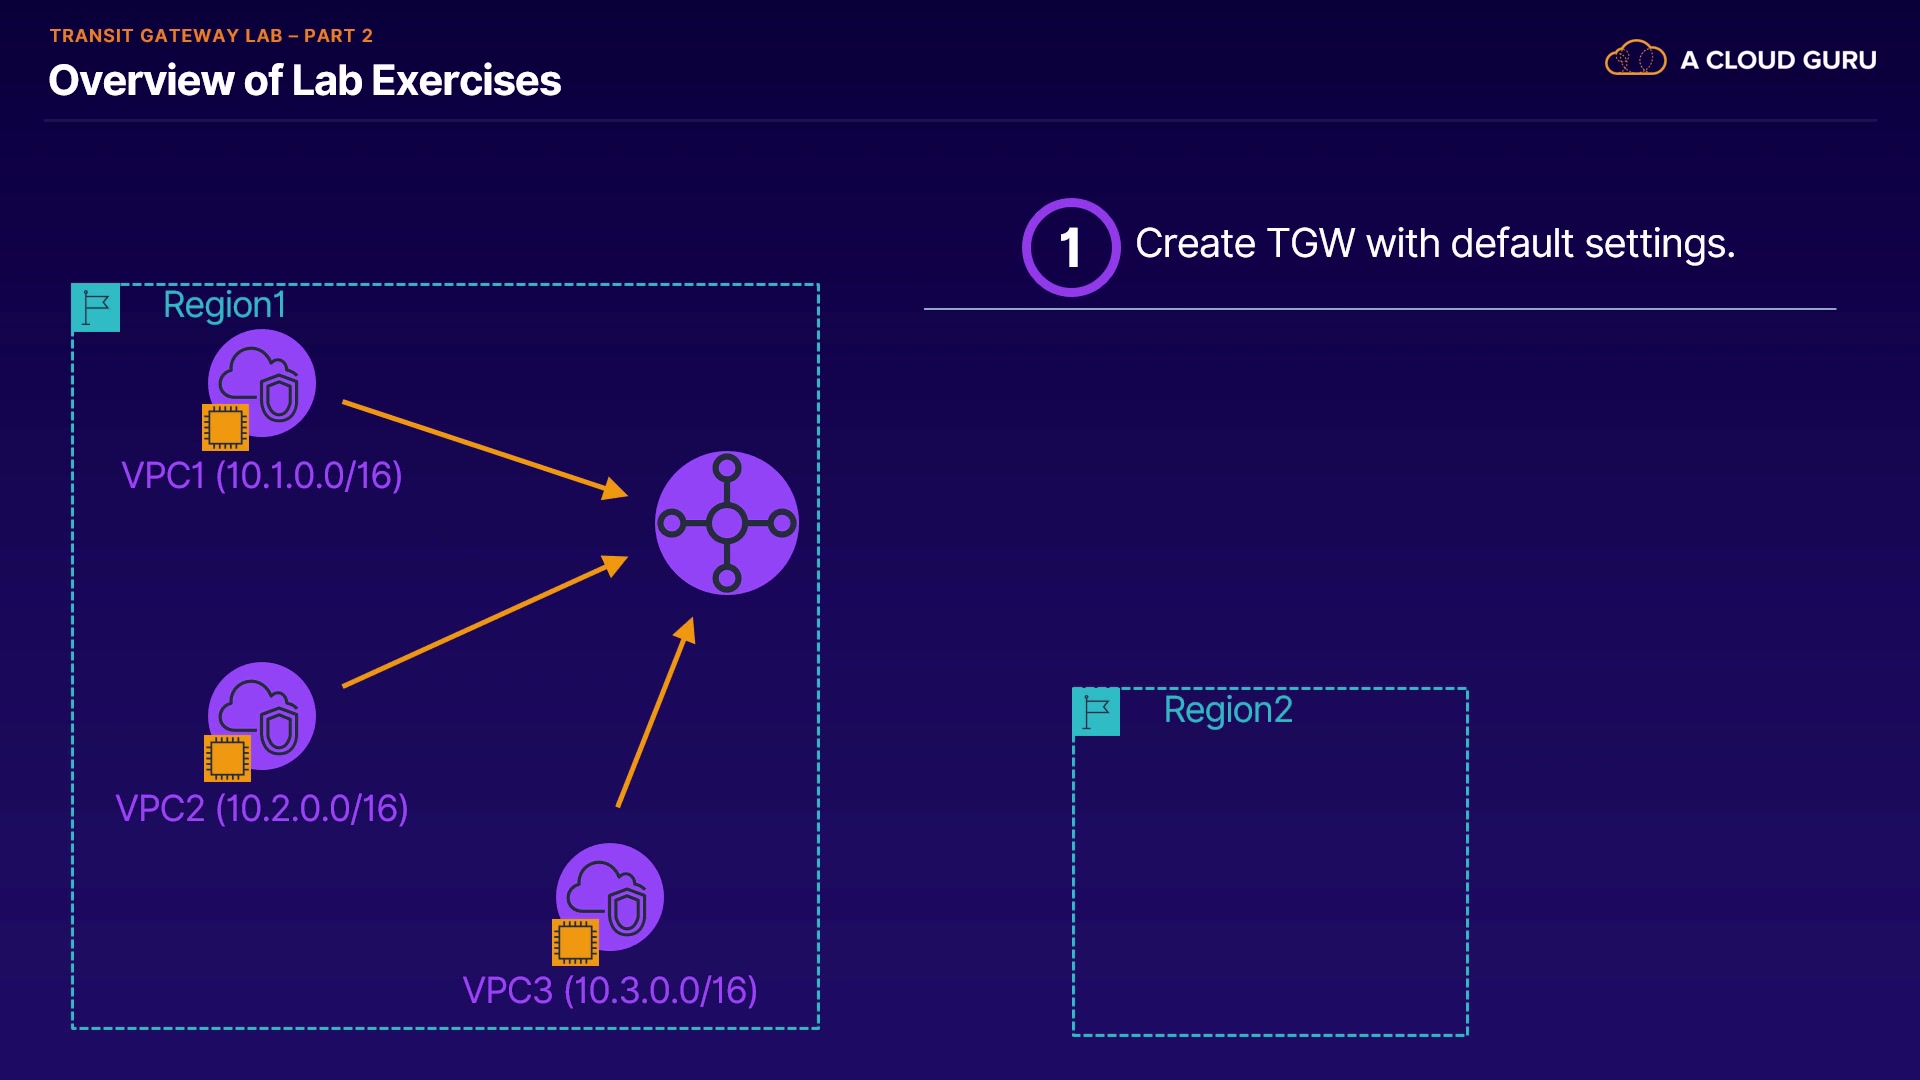 TRANSIT GATEWAY LAB – PART 2
Overview of Lab Exercises
A CLOUD GURU
1 Create TGW with default settings.
Region1
VPC1 (10.1.0.0/16)
VPC2 (10.2.0.0/16)
VPC3 (10.3.0.0/16)
Region2